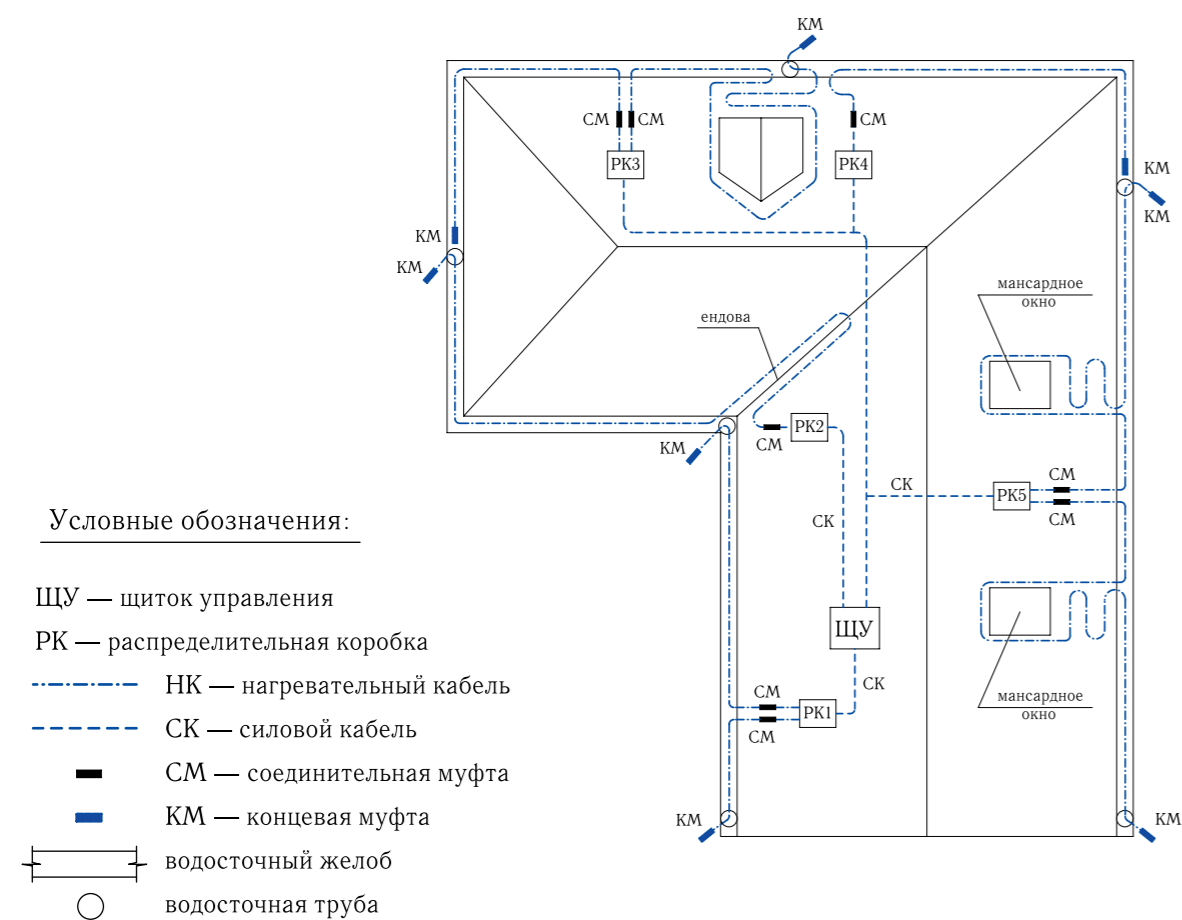 КМ
СМ
СМ
СМ
РК3
РК4
КМ
КМ
КМ
КМ
мансардное
окно
ендова
РК2
КМ
СМ
СМ
СК
РК5
СК
СМ
Условные обозначения:
ЩУ — щиток управления
ЩУ
РК — распределительная коробка
НК — нагревательный кабель
СК
СМ
мансардное
окно
РК1
СК — силовой кабель
СМ
СМ — соединительная муфта
КМ — концевая муфта
КМ
КМ
водосточный желоб
водосточная труба